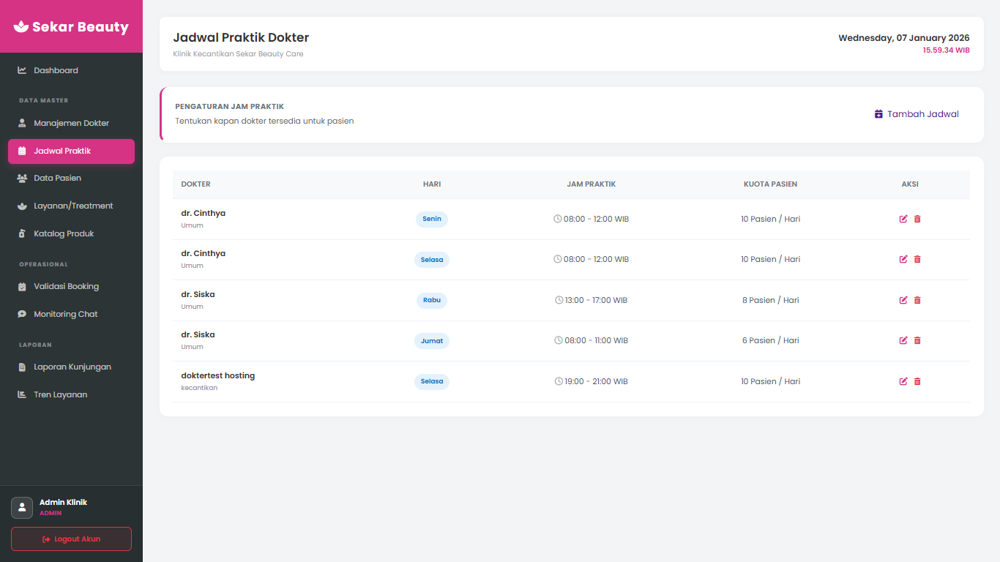 Sekar Beauty
Dashboard
DATA MASTER
Manajemen Dokter
Jadwal Praktik
Data Pasien
Layanan/Treatment
Katalog Produk
OPERASIONAL
Validasi Booking
Monitoring Chat
LAPORAN
Laporan Kunjungan
Tren Layanan
Admin Klinik
ADMIN
Logout Akun
Jadwal Praktik Dokter
Klinik Kecantikan Sekar Beauty Care
Wednesday, 07 January 2026
15.59.34 WIB
PENGATURAN JAM PRAKTIK
Tentukan kapan dokter tersedia untuk pasien
Tambah Jadwal
DOKTER HARI JAM PRAKTIK KUOTA PASIEN AKSI
dr. Cinthya
Umum
Senin 08:00 - 12:00 WIB 10 Pasien / Hari
dr. Cinthya
Umum
Selasa 08:00 - 12:00 WIB 10 Pasien / Hari
dr. Siska
Umum
Rabu 13:00 - 17:00 WIB 8 Pasien / Hari
dr. Siska
Umum
Jumat 08:00 - 11:00 WIB 6 Pasien / Hari
doktertest hosting
kecantikan
Selasa 19:00 - 21:00 WIB 10 Pasien / Hari